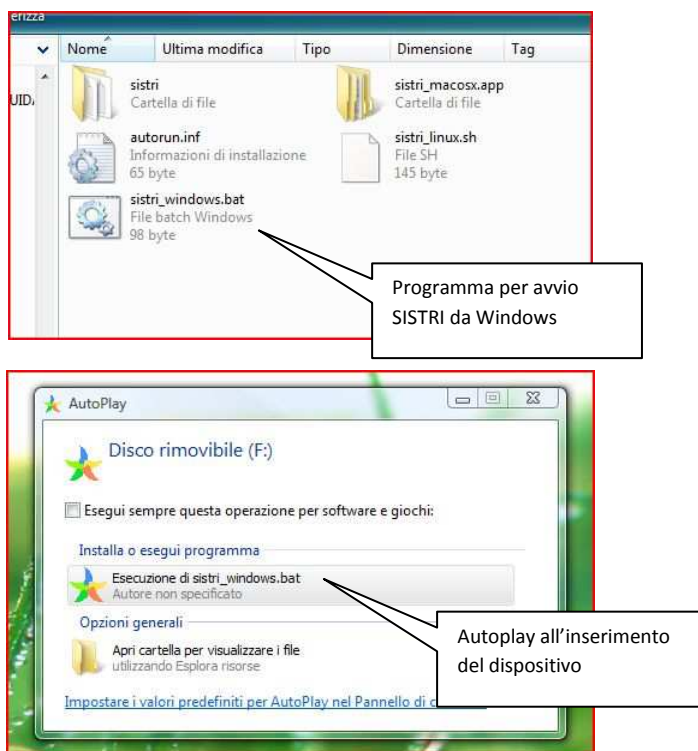 erizza
Nome Ultima modifica Tipo Dimensione Tag
UID
sistri
Cartella di file
sistri_macosx.app
Cartella di file
autorun.inf
Informazioni di installazione
65 byte
sistri_linux.sh
File SH
145 byte
sistri_windows.bat
File batch Windows
98 byte
Programma per avvio
SISTRI da Windows
AutoPlay
Disco rimovibile (F:)
Esegui sempre questa operazione per software e giochi:
Installa o esegui programma
Esecuzione di sistri_windows.bat
Autore non specificato
Opzioni generali
Apri cartella per visualizzare i file
utilizzando Esplora risorse
Impostare i valori predefiniti per AutoPlay nel Pannello di
Autoplay all’inserimento
del dispositivo